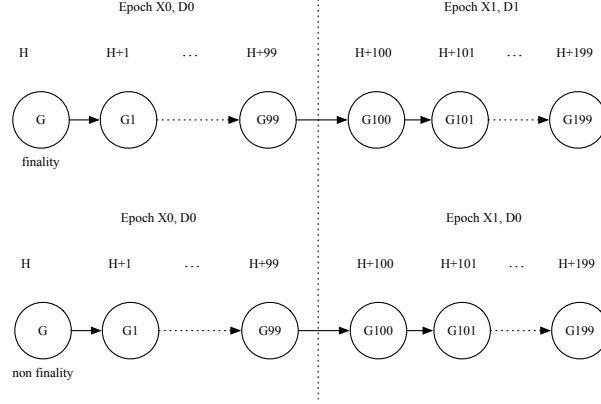 Epoch X0, D0 Epoch X1, D1
H H+1 ... H+99 H+100 H+101 ... H+199
G G1 G99 G100 G101 G199
finality
Epoch X0, D0 Epoch X1, D0
H H+1 ... H+99 H+100 H+101 ... H+199
G G1 G99 G100 G101 G199
non finality